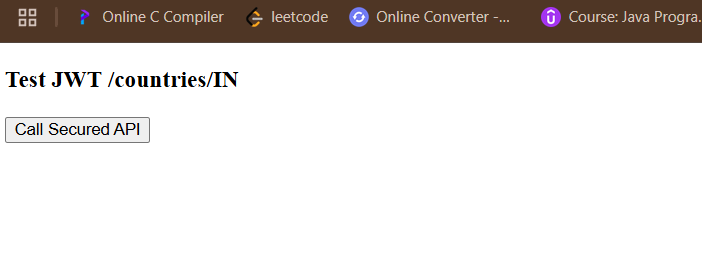 Online C Compiler leetcode Online Converter -... Course: Java Progra.
Test JWT /countries/IN
Call Secured API